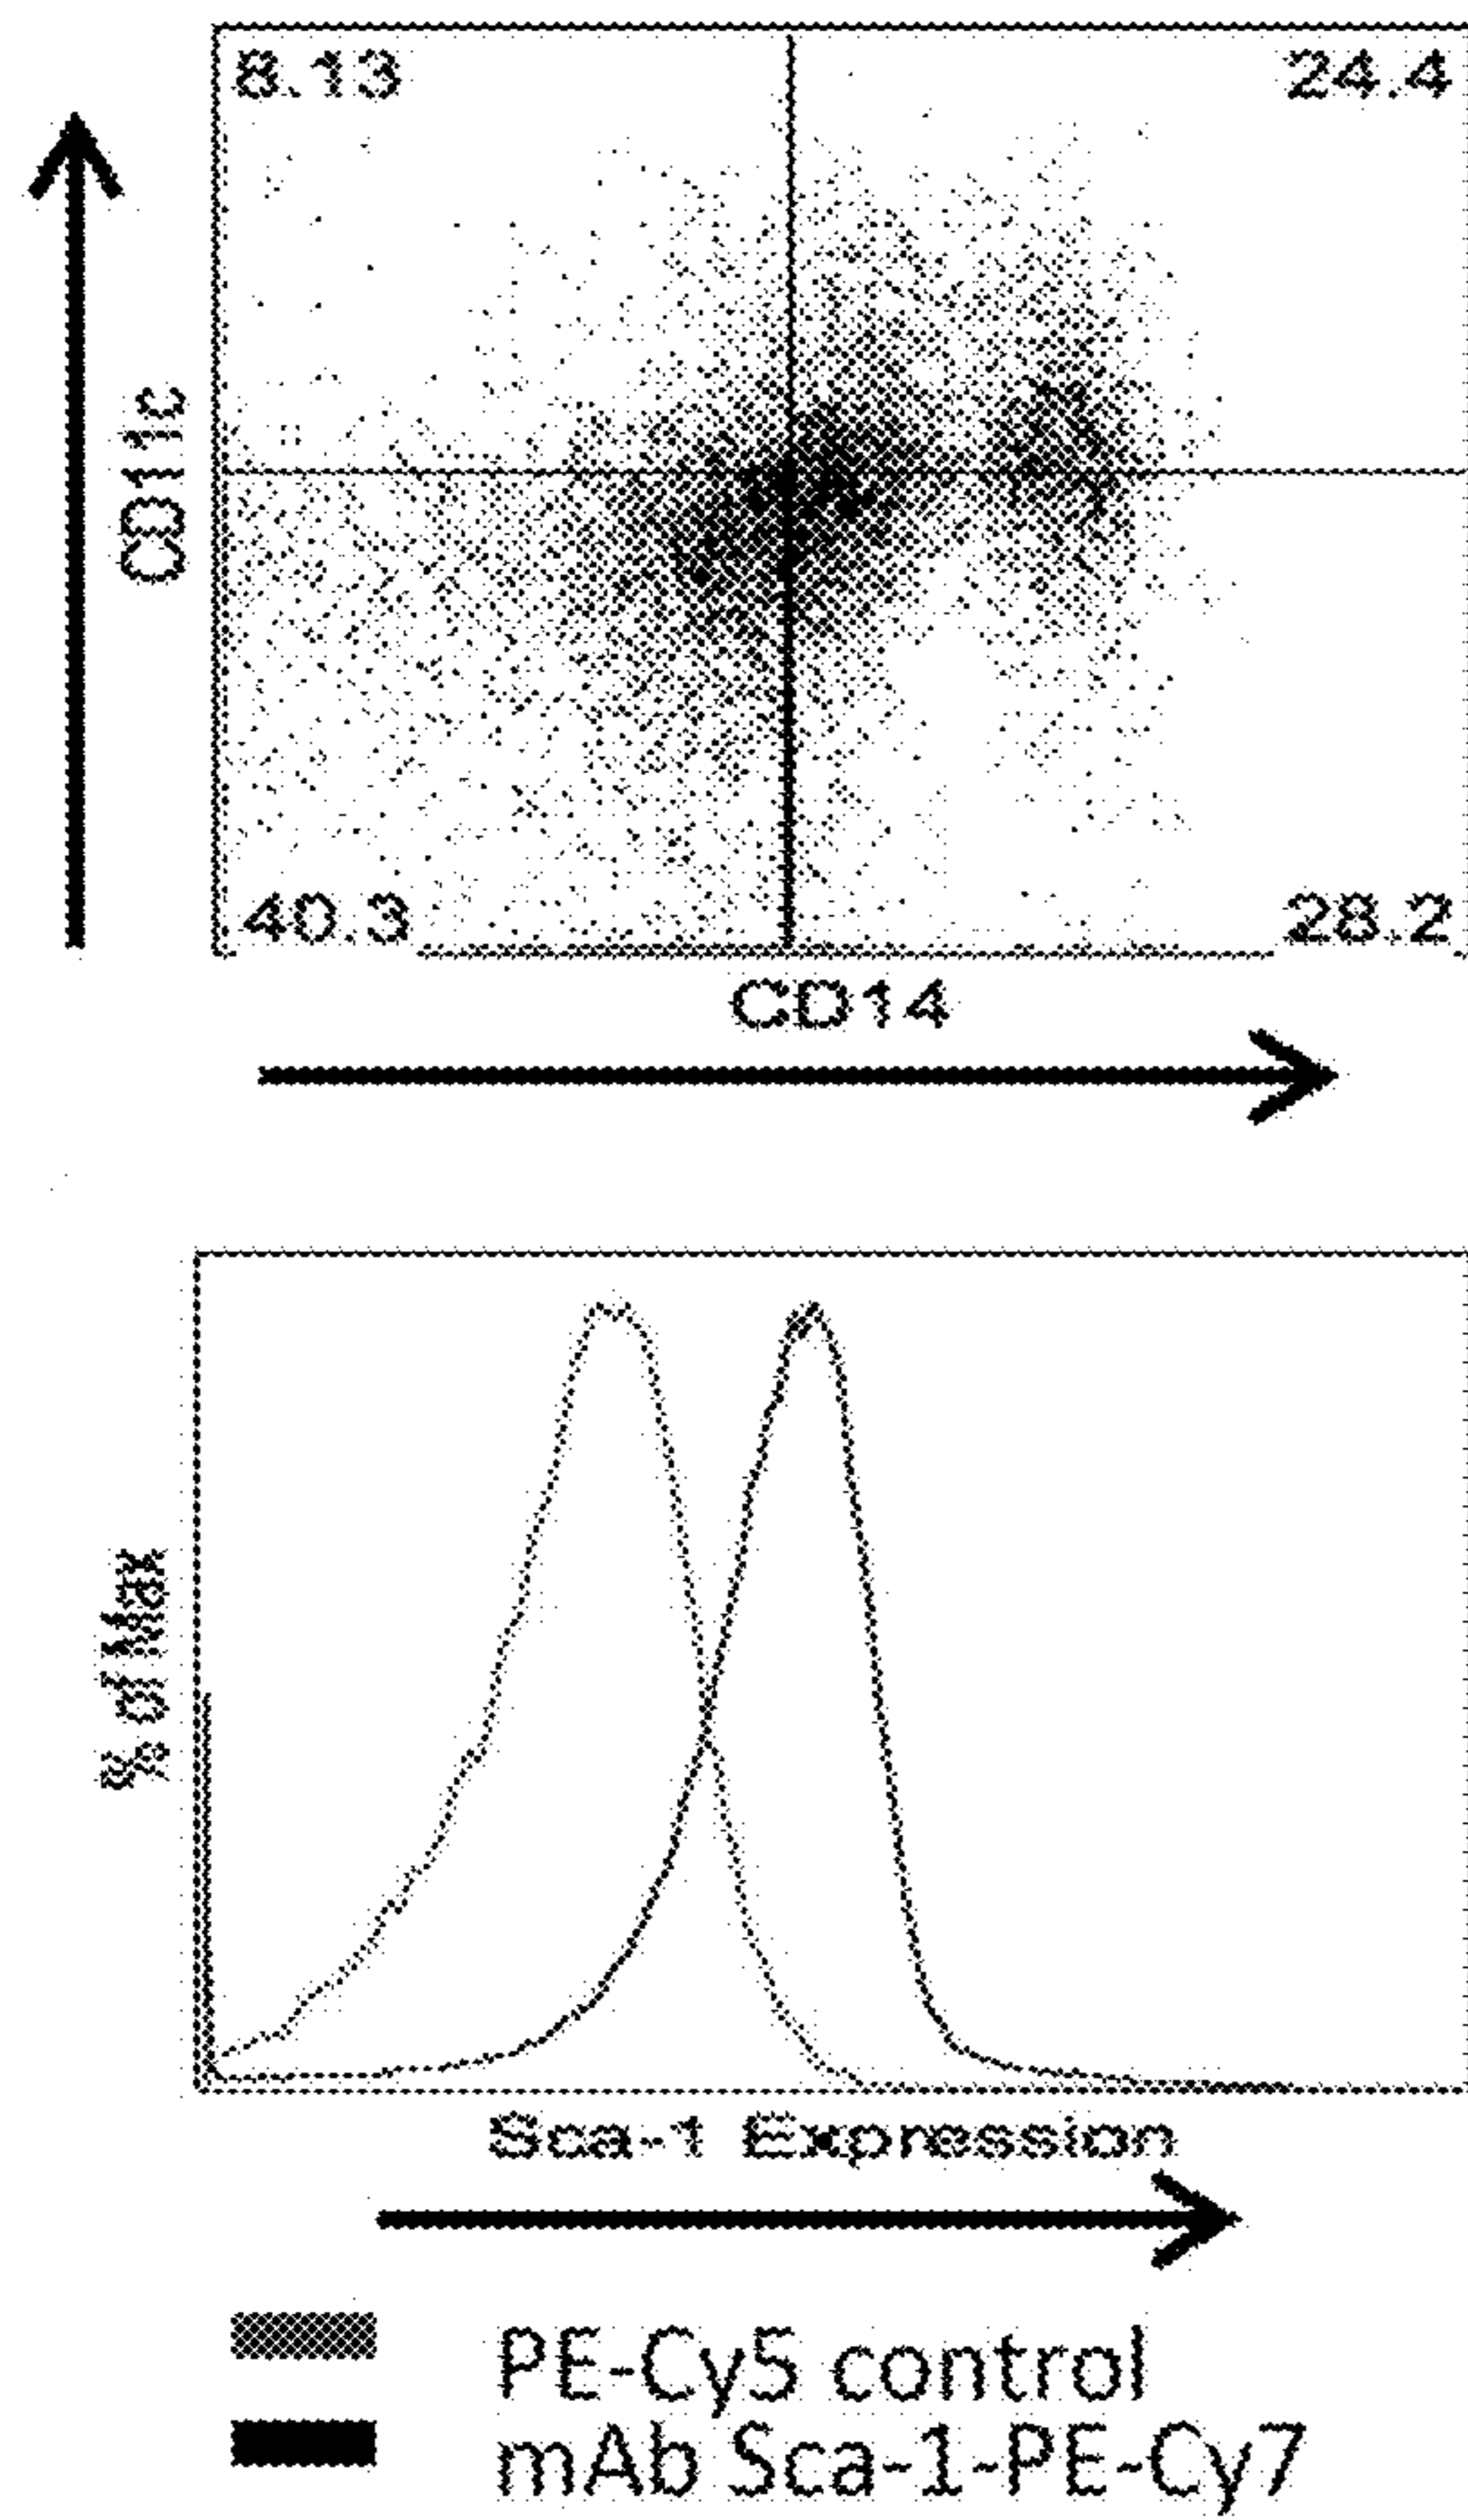 8.13
24.4
CD11c
40.3
28.2
CD14
% of Max
Sca-1 Expression
PE-Cy5 control
mAb Sca-1-PE-Cy7